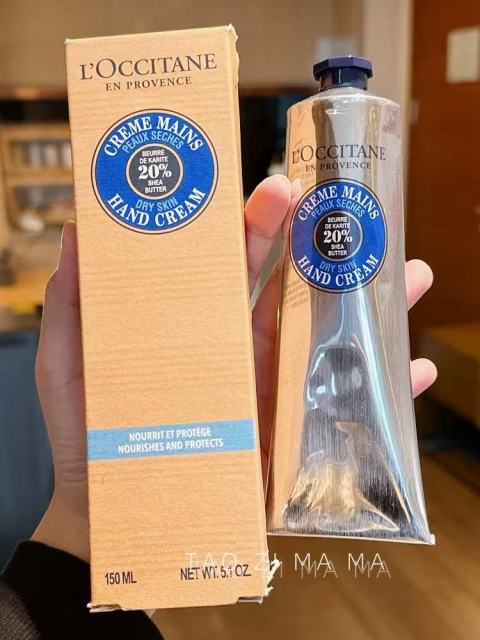 L'OCCITANE
EN PROVENCE
CREME MAINS
PEAUX SECHES
BEURRE
DE KARITE
20%
SHEA
BUTTER
DRY SKIN
HAND CREAM
NOURRIT ET PROTÈGE
NOURISHES AND PROTECTS
150 ML NET WT. 5.1 OZ.
L'OCCITANE
EN PROVENCE
CREME MAINS
PEAUX SECHES
BEURRE
DE KARITE
20%
SHEA
BUTTER
DRY SKIN
HAND CREAM
TAO ZI MA MA